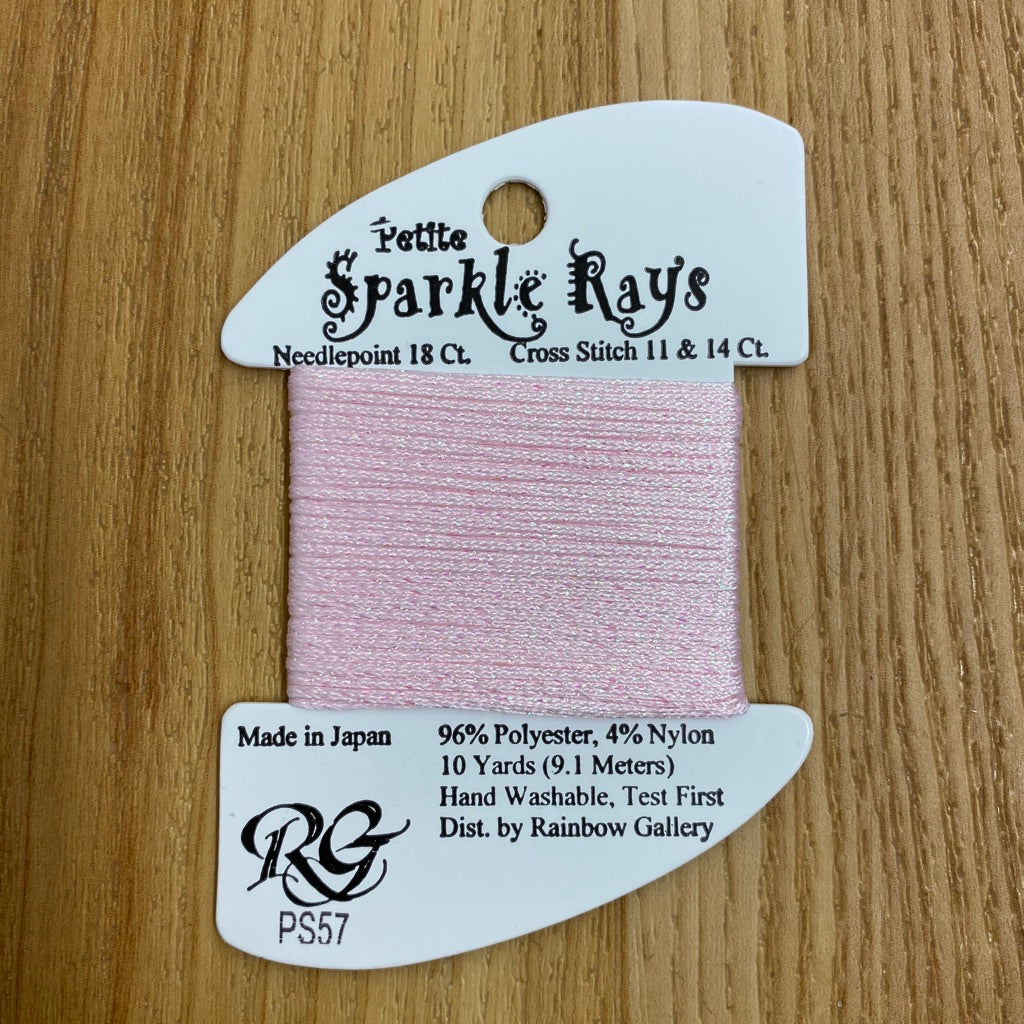 Petite
Sparkle Rays
Needlepoint 18 Ct. Cross Stitch 11 & 14 Ct.
Made in Japan
96% Polyester, 4% Nylon
10 Yards (9.1 Meters)
Hand Washable, Test First
Dist. by Rainbow Gallery
RG
PS57